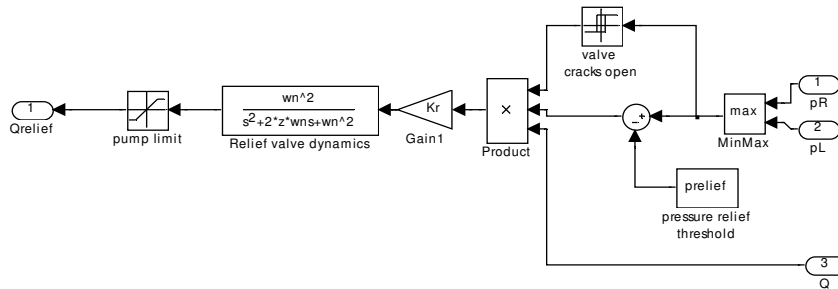 valve
cracks open
1
Qrelief
pump limit
wn^2
s^2+2*z*wns+wn^2
Relief valve dynamics
Kr
Gain1
×
Product
max
MinMax
1
pR
2
pL
prelief
pressure relief
threshold
3
Q